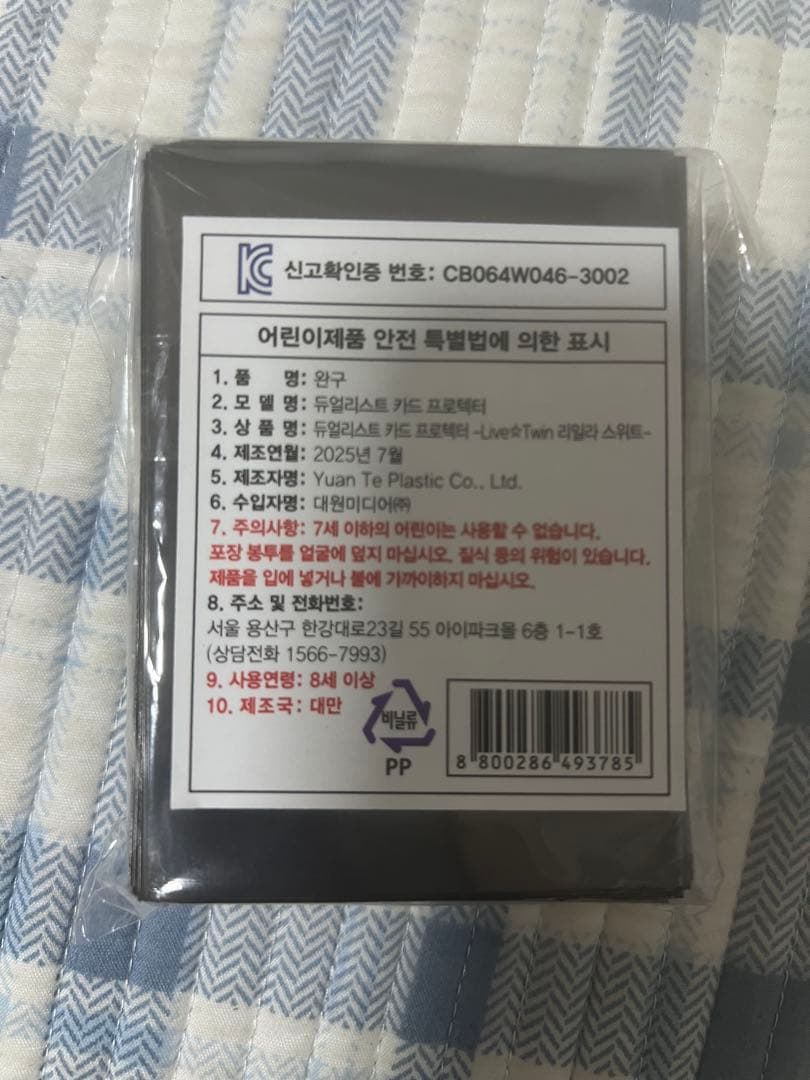 KC 신고확인증 번호: CB064W046-3002
어린이제품 안전 특별법에 의한 표시
1. 품 명: 완구
2. 모 델 명: 듀얼리스트 카드 프로텍터
3. 상 품 명: 듀얼리스트 카드 프로텍터 -Live☆Twin 리일라 스위트-
4. 제조연월: 2025년 7월
5. 제조자명: Yuan Te Plastic Co., Ltd.
6. 수입자명: 대원미디어㈜
7. 주의사항: 7세 이하의 어린이는 사용할 수 없습니다.
포장 봉투를 얼굴에 덮지 마십시오. 질식 등의 위험이 있습니다.
제품을 입에 넣거나 불에 가까이하지 마십시오.
8. 주소 및 전화번호:
서울 용산구 한강대로23길 55 아이파크몰 6층 1-1호
(상담전화 1566-7993)
9. 사용연령: 8세 이상
10. 제조국: 대만
비닐류
PP
8 800286 493785